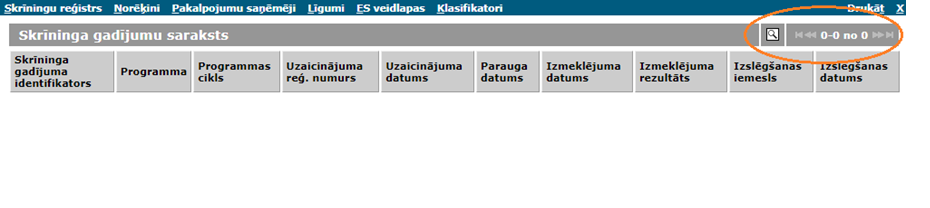 Skrīningu reģistrs Norēķini Pakalpojumu saņēmēji Līgumi ES veidlapas Klasifikatori Drukāt X
Skrīninga gadījumu saraksts 0-0 no 0
Skrīninga gadījuma identifikators Programma Programmas cikls Uzaicinājuma reģ. numurs Uzaicinājuma datums Parauga datums Izmeklējuma datums Izmeklējuma rezultāts Izslēgšanas iemesls Izslēgšanas datums